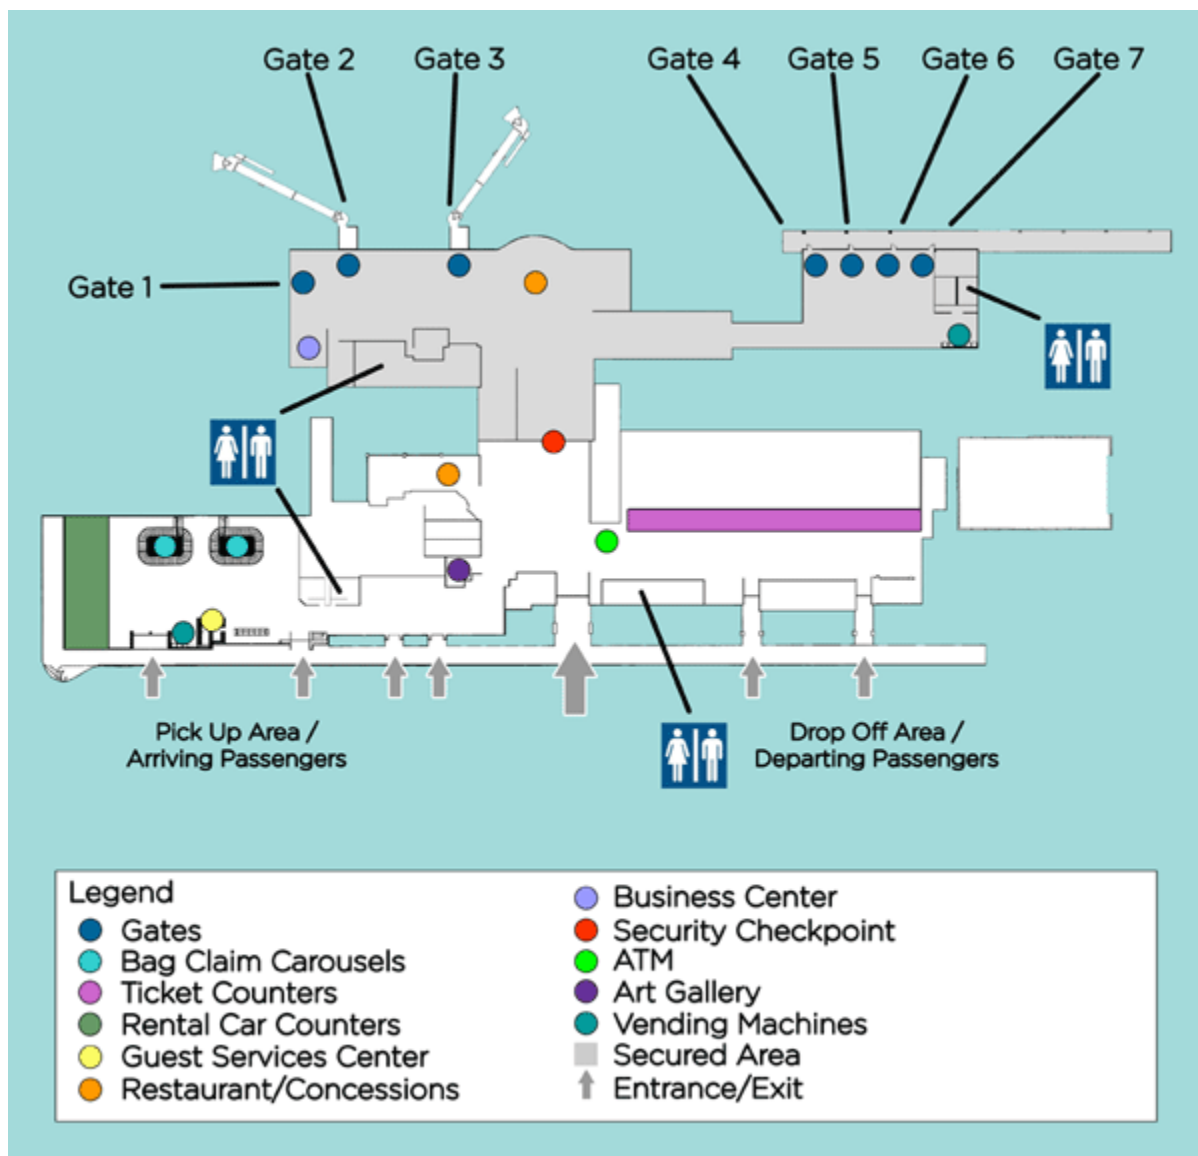 Gate 2
Gate 3
Gate 4
Gate 5
Gate 6
Gate 7
Gate 1
Pick Up Area /
Arriving Passengers
Drop Off Area /
Departing Passengers
Legend
Gates
Bag Claim Carousels
Ticket Counters
Rental Car Counters
Guest Services Center
Restaurant/Concessions
Business Center
Security Checkpoint
ATM
Art Gallery
Vending Machines
Secured Area
Entrance/Exit